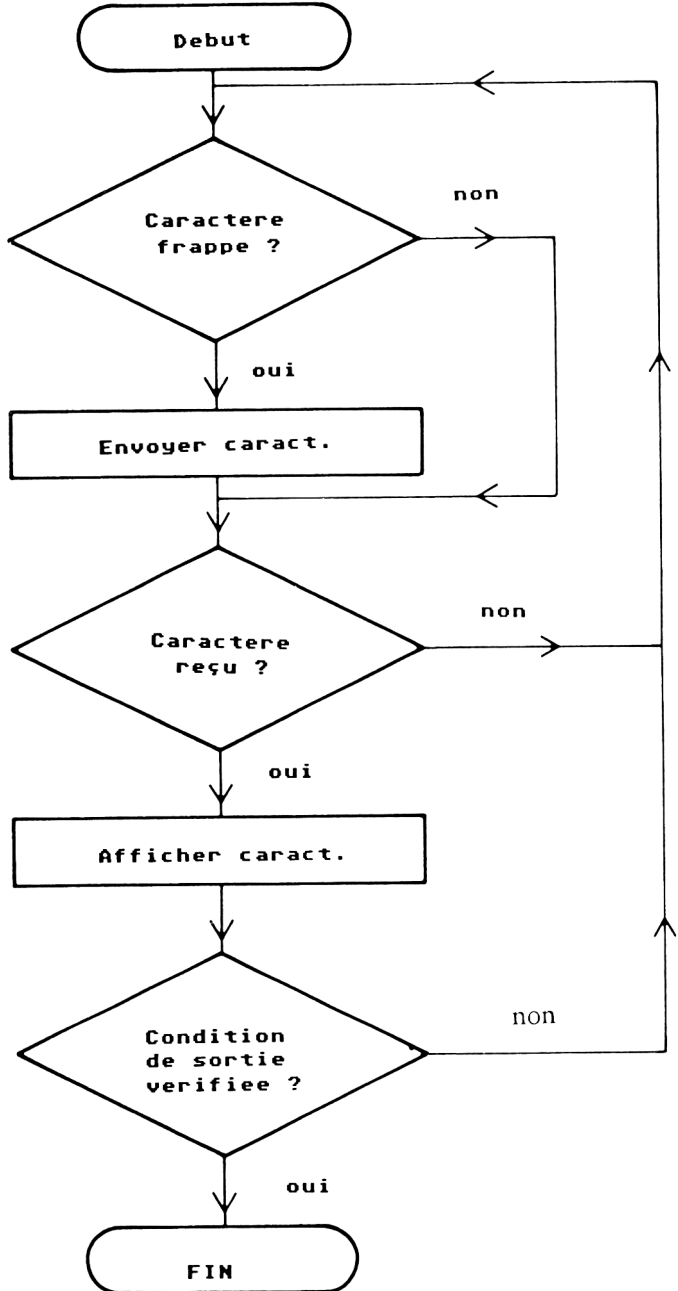 Debut
non
Caractere
frappe ?
oui
Envoyer caract.
non
Caractere
reçu ?
oui
Afficher caract.
non
Condition
de sortie
verifiee ?
oui
FIN